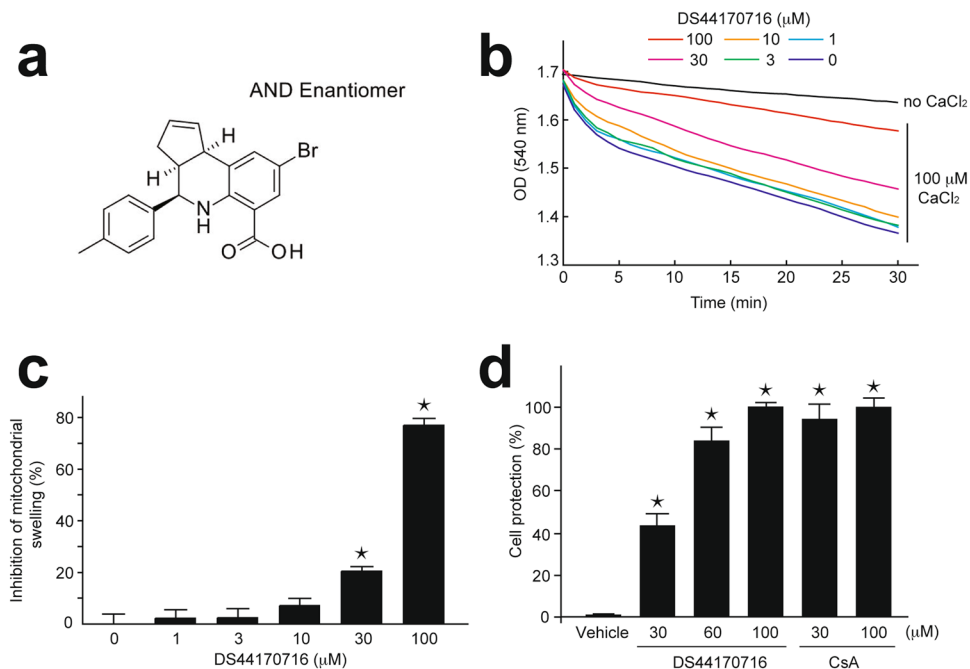 a
AND Enantiomer
H
H
Br
N
H
O
OH
b
DS44170716 (μM)
100 10 1
30 3 0
OD (540 nm)
1.7
1.6
1.5
1.4
1.3
0 5 10 15 20 25 30
Time (min)
no CaCl₂
100 μM
CaCl₂
c
Inhibition of mitochondrial
swelling (%)
80
60
40
20
0
0 1 3 10 30 100
DS44170716 (μM)
d
Cell protection (%)
100
80
60
40
20
0
Vehicle 30 60 100 30 100 (μM)
DS44170716 CsA